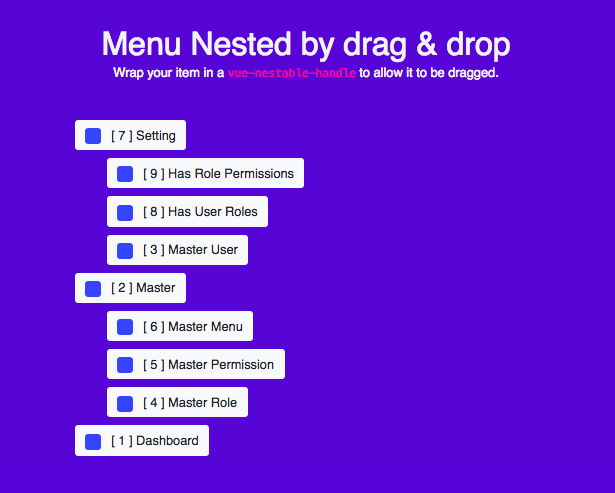 Menu Nested by drag & drop
Wrap your item in a vue-nestable-handle to allow it to be dragged.
[ 7 ] Setting
[ 9 ] Has Role Permissions
[ 8 ] Has User Roles
[ 3 ] Master User
[ 2 ] Master
[ 6 ] Master Menu
[ 5 ] Master Permission
[ 4 ] Master Role
[ 1 ] Dashboard